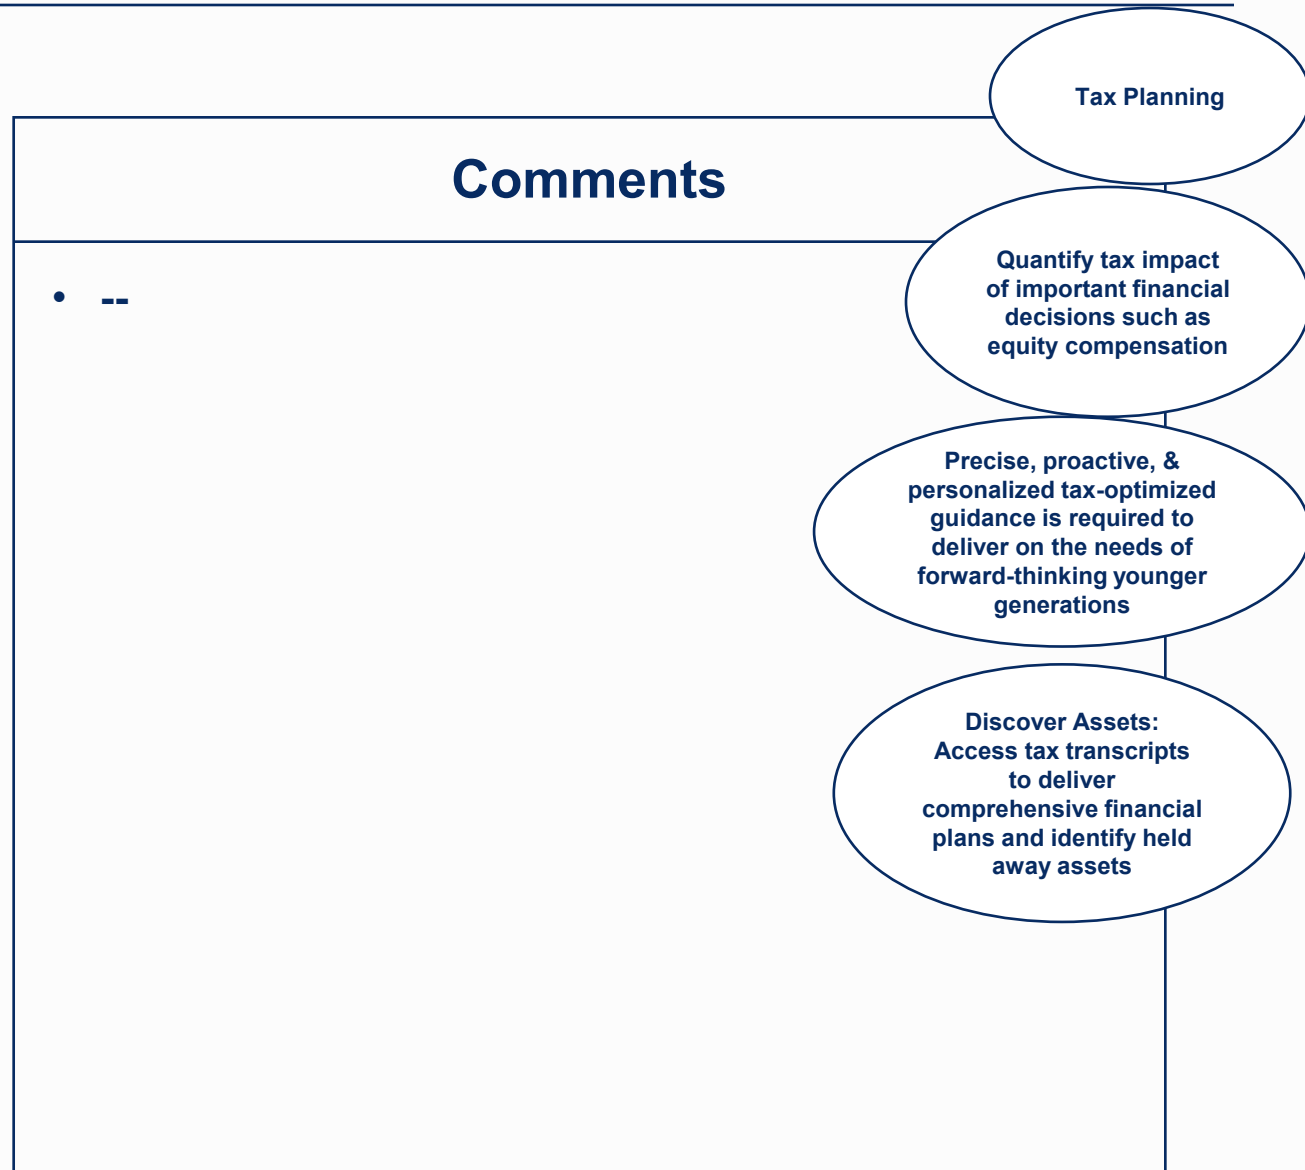 Tax Planning
Comments
• --
Quantify tax impact
of important financial
decisions such as
equity compensation
Precise, proactive, &
personalized tax-optimized
guidance is required to
deliver on the needs of
forward-thinking younger
generations
Discover Assets:
Access tax transcripts
to deliver
comprehensive financial
plans and identify held
away assets